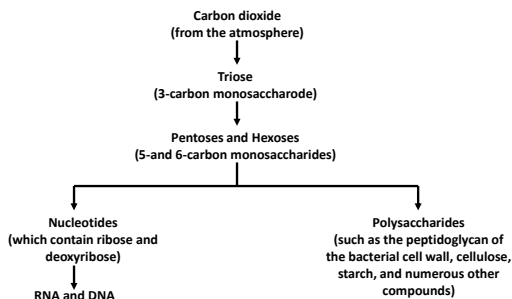 Carbon dioxide
(from the atmosphere)
Triose
(3-carbon monosaccharode)
Pentoses and Hexoses
(5-and 6-carbon monosaccharides)
Nucleotides
(which contain ribose and
deoxyribose)
RNA and DNA
Polysaccharides
(such as the peptidoglycan of
the bacterial cell wall, cellulose,
starch, and numerous other
compounds)